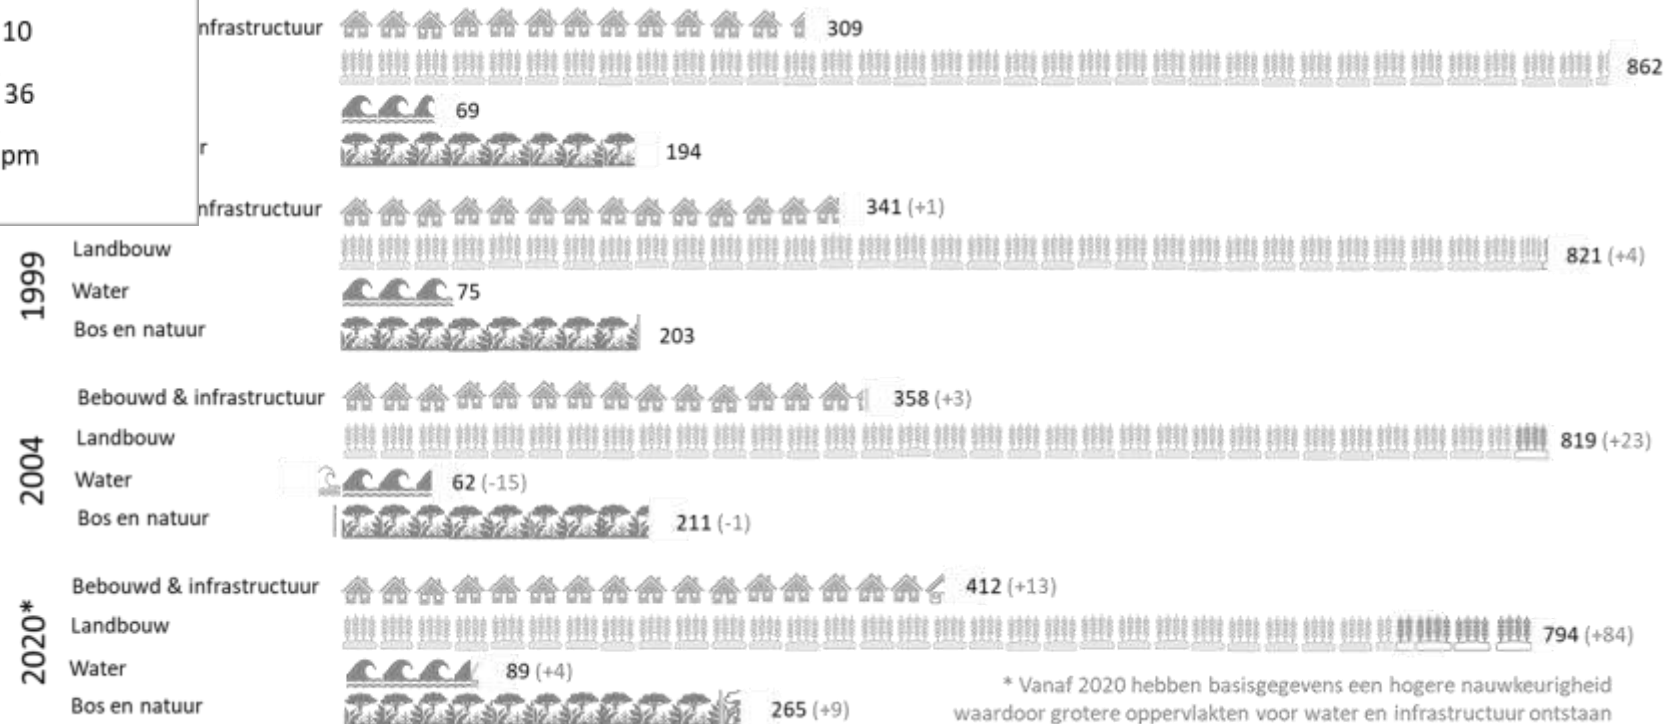 10
36
pm
nfrastructuur 309
862
69
r 194
nfrastructuur 341 (+1)
1999
Landbouw 821 (+4)
Water 75
Bos en natuur 203
2004
Bebouwd & infrastructuur 358 (+3)
Landbouw 819 (+23)
Water 62 (-15)
Bos en natuur 211 (-1)
2020*
Bebouwd & infrastructuur 412 (+13)
Landbouw 794 (+84)
Water 89 (+4)
Bos en natuur 265 (+9)
* Vanaf 2020 hebben basisgegevens een hogere nauwkeurigheid
waardoor grotere oppervlakten voor water en infrastructuur ontstaan